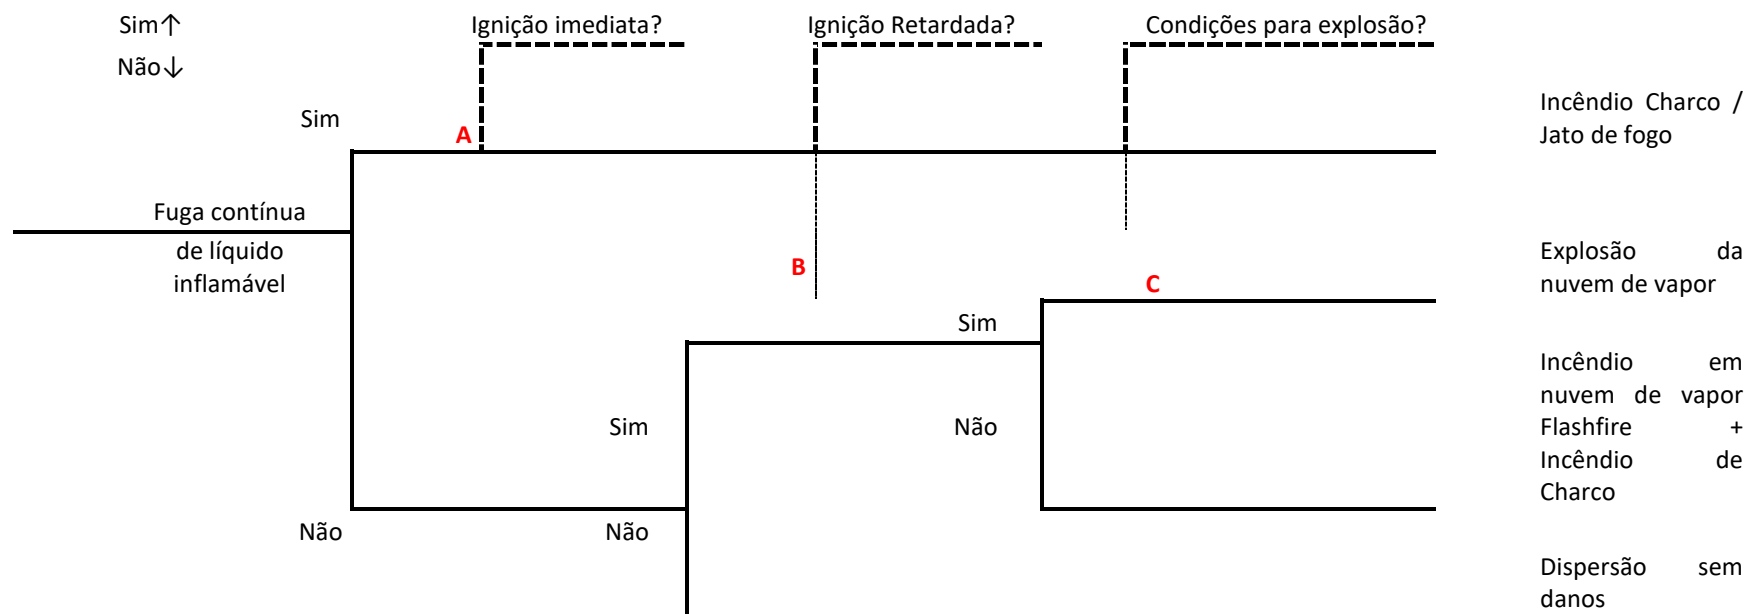 Sim↑
Ignição imediata?
Ignição Retardada?
Condições para explosão?
Não↓
Incêndio Charco /
Jato de fogo
Sim
A
Fuga contínua
de líquido
inflamável
B
C
Explosão da
nuvem de vapor
Sim
Incêndio em
nuvem de vapor
Flashfire +
Incêndio de
Charco
Sim
Não
Não
Não
Dispersão sem
danos